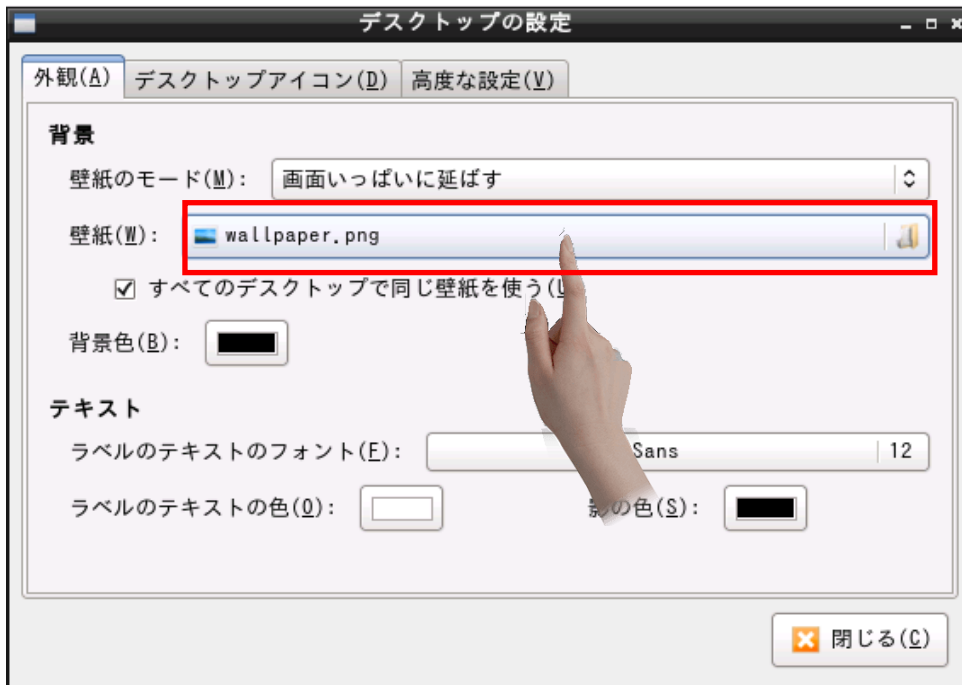 デスクトップの設定
外観(A) デスクトップアイコン(D) 高度な設定(V)
背景
壁紙のモード(M): 画面いっぱいに延ばす
壁紙(W): wallpaper.png
すべてのデスクトップで同じ壁紙を使う(
背景色(B):
テキスト
ラベルのテキストのフォント(F): Sans 12
ラベルのテキストの色(O): 影の色(S):
閉じる(C)